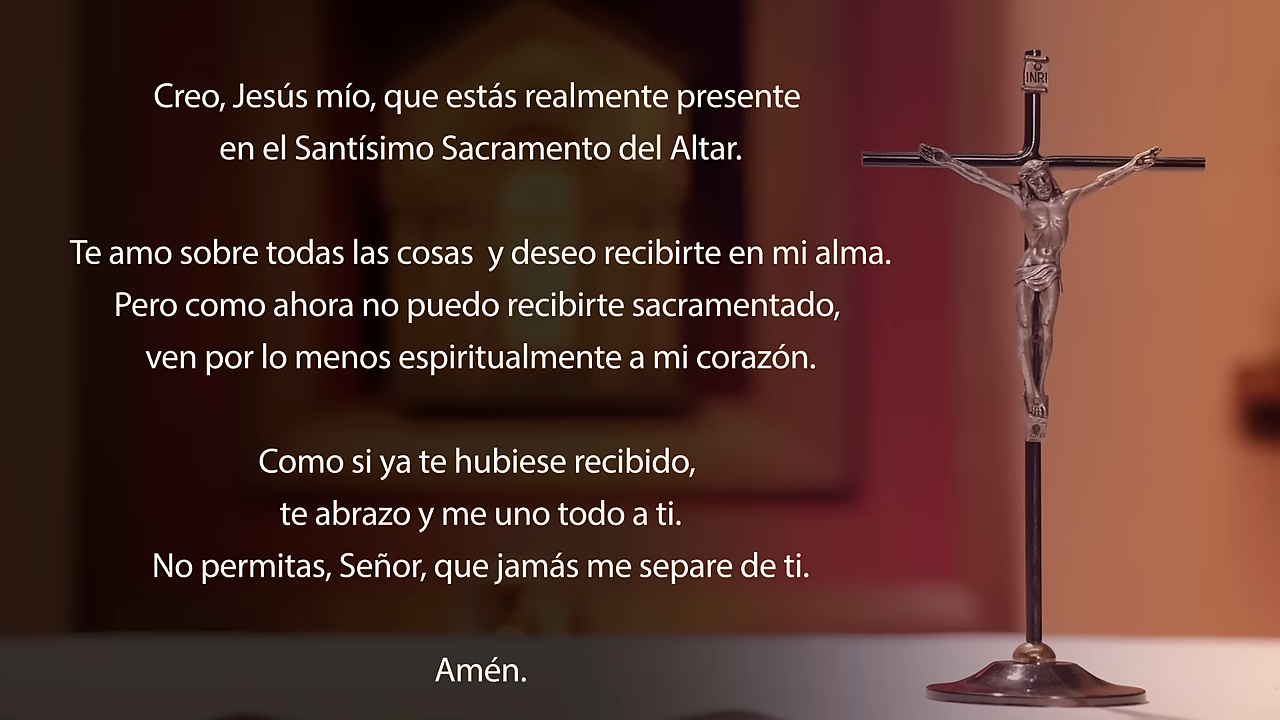 Creo, Jesús mío, que estás realmente presente
en el Santísimo Sacramento del Altar.
Te amo sobre todas las cosas  y deseo recibirte en mi alma.
Pero como ahora no puedo recibirte sacramentado,
ven por lo menos espiritualmente a mi corazón.
Como si ya te hubiese recibido,
te abrazo y me uno todo a ti.
No permitas, Señor, que jamás me separe de ti.
Amén.
INRI